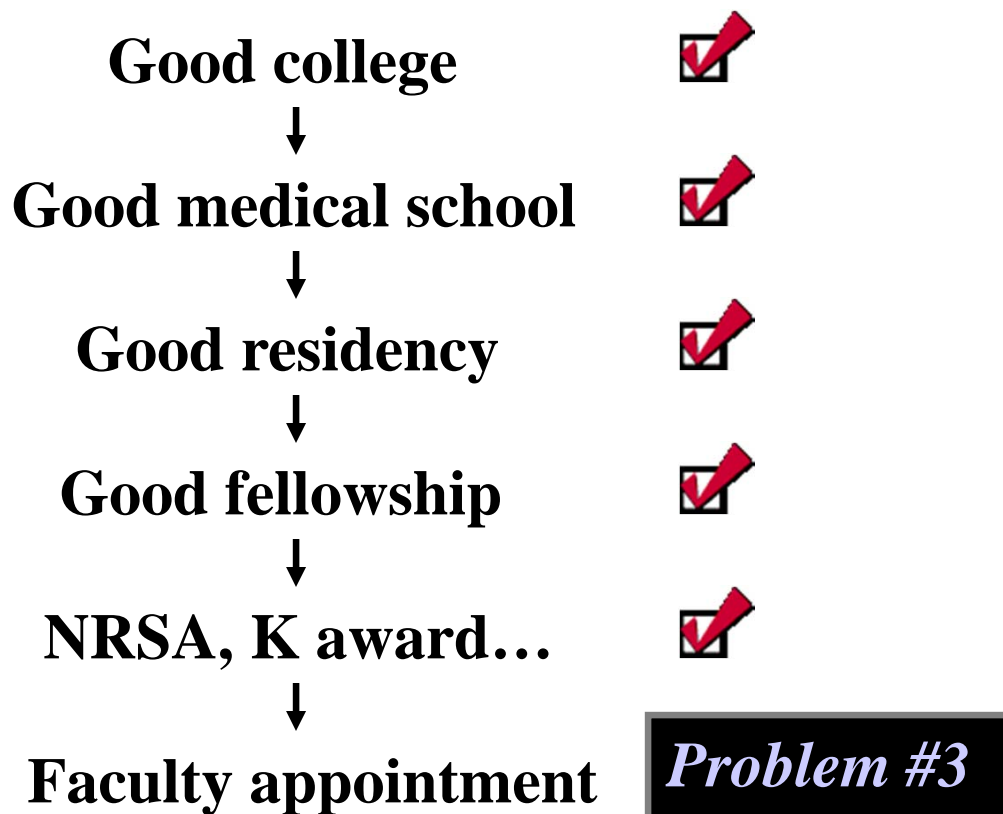 Good college
Good medical school
Good residency
Good fellowship
NRSA, K award…
Faculty appointment
Problem #3